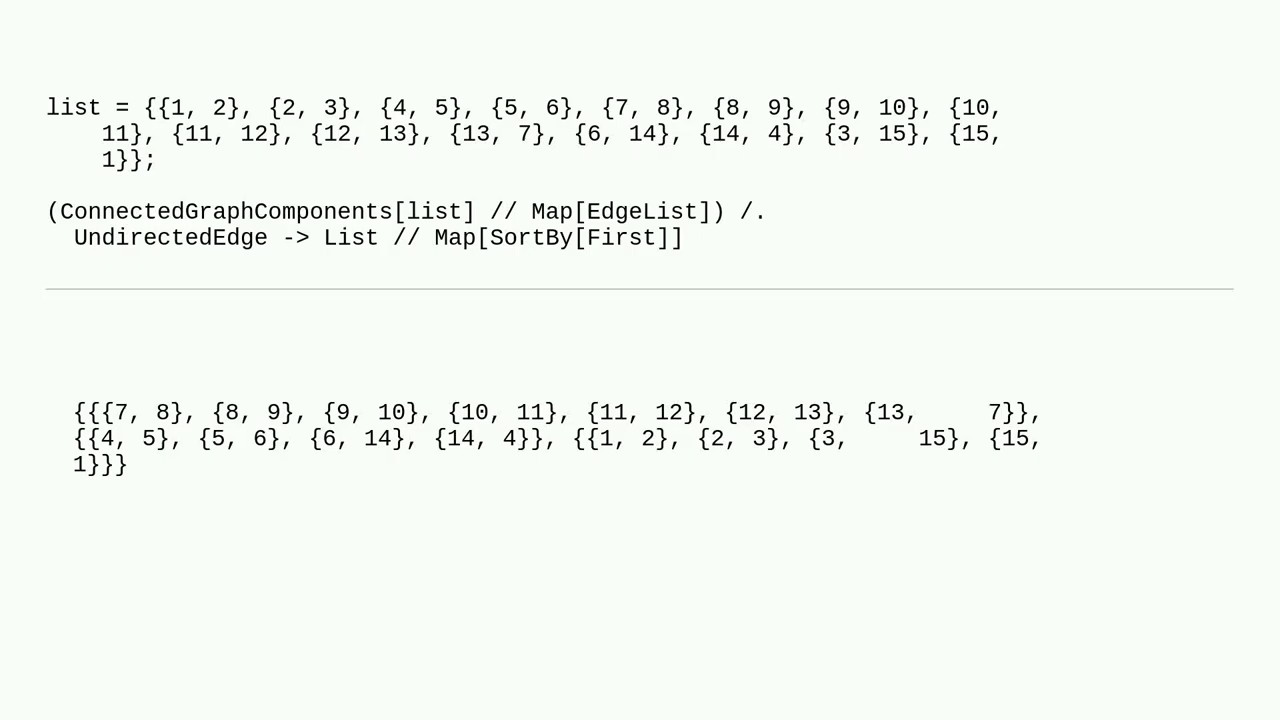 list = {{1, 2}, {2, 3}, {4, 5}, {5, 6}, {7, 8}, {8, 9}, {9, 10}, {10,
    11}, {11, 12}, {12, 13}, {13, 7}, {6, 14}, {14, 4}, {3, 15}, {15,
    1}};
(ConnectedGraphComponents[list] // Map[EdgeList]) /.
  UndirectedEdge -> List // Map[SortBy[First]]
{{{7, 8}, {8, 9}, {9, 10}, {10, 11}, {11, 12}, {12, 13}, {13,     7}},
{{4, 5}, {5, 6}, {6, 14}, {14, 4}}, {{1, 2}, {2, 3}, {3,     15}, {15,
1}}}